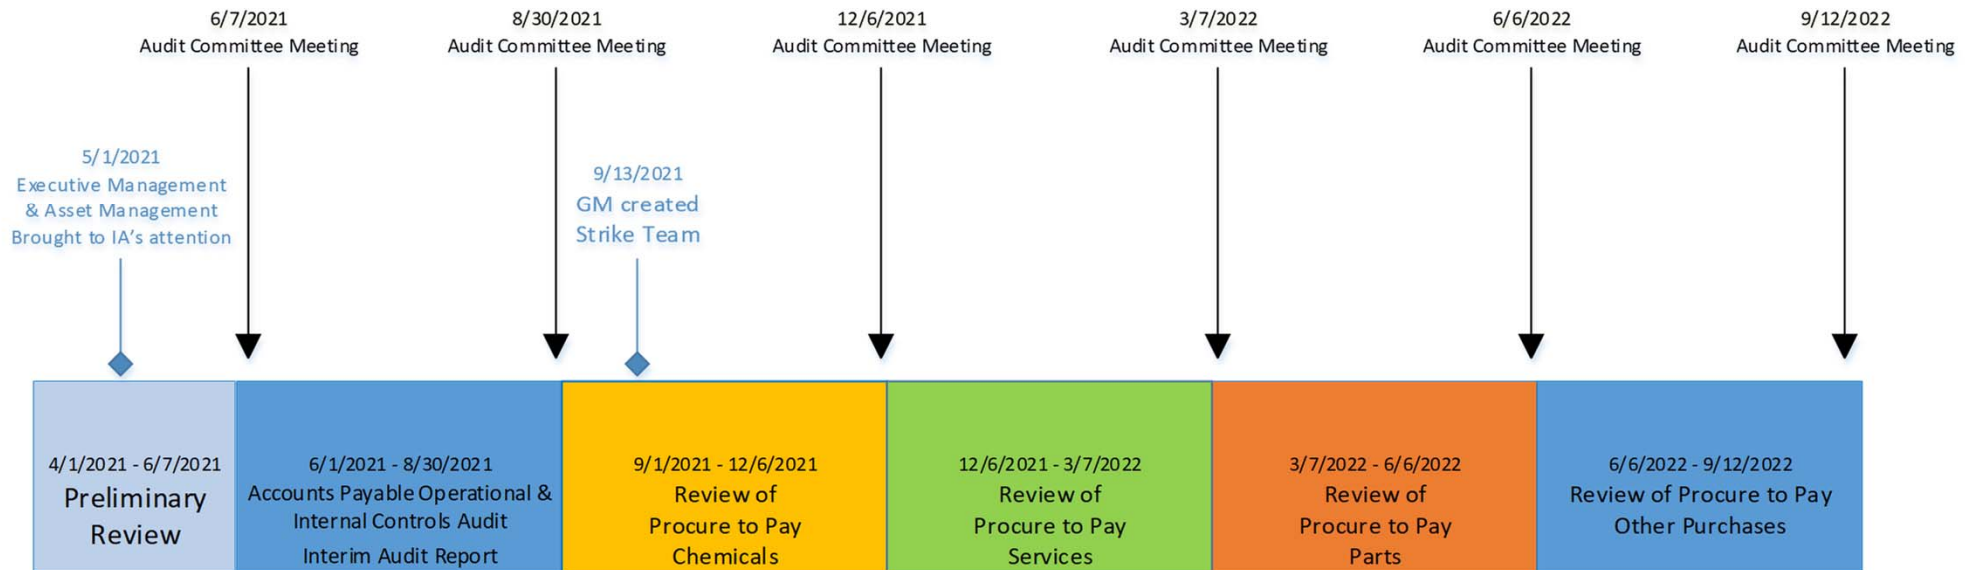 6/7/2021
Audit Committee Meeting
8/30/2021
Audit Committee Meeting
12/6/2021
Audit Committee Meeting
3/7/2022
Audit Committee Meeting
6/6/2022
Audit Committee Meeting
9/12/2022
Audit Committee Meeting
5/1/2021
Executive Management
& Asset Management
Brought to IA's attention
9/13/2021
GM created
Strike Team
4/1/2021 - 6/7/2021
Preliminary
Review
6/1/2021 - 8/30/2021
Accounts Payable Operational &
Internal Controls Audit
Interim Audit Report
9/1/2021 - 12/6/2021
Review of
Procure to Pay
Chemicals
12/6/2021 - 3/7/2022
Review of
Procure to Pay
Services
3/7/2022 - 6/6/2022
Review of
Procure to Pay
Parts
6/6/2022 - 9/12/2022
Review of Procure to Pay
Other Purchases